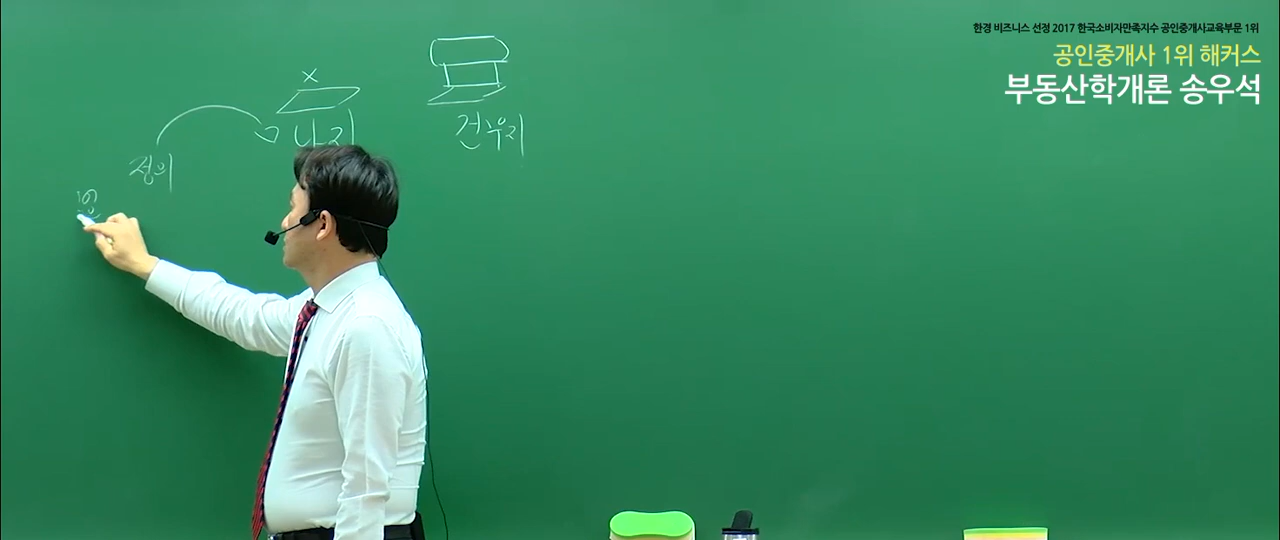 한경 비즈니스 선정 2017 한국소비자만족지수 공인중개사교육부문 1위
공인중개사 1위 해커스
부동산학개론 송우석
x
나지
건부지
정의